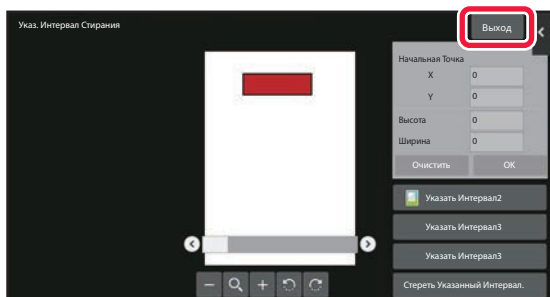 Указ. Интервал Стирания
Выход
Начальная Точка
X 0
Y 0
Высота 0
Ширина 0
Очистить OK
Указать Интервал2
Указать Интервал3
Указать Интервал3
Стереть Указанный Интервал.